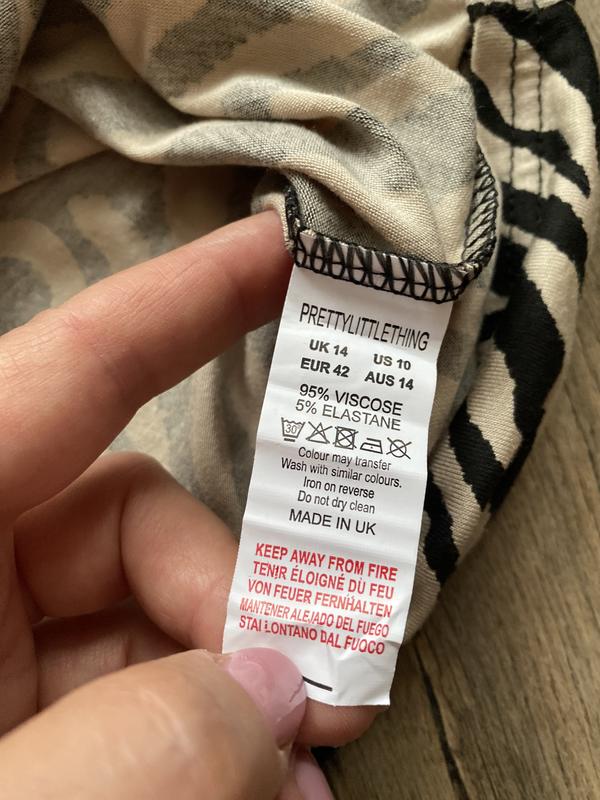 PRETTYLITTLETHING
UK 14 US 10
EUR 42 AUS 14
95% VISCOSE
5% ELASTANE
30
Colour may transfer
Wash with similar colours.
Iron on reverse
Do not dry clean
MADE IN UK
KEEP AWAY FROM FIRE
TENIR ÉLOIGNÉ DU FEU
VON FEUER FERNHALTEN
MANTENER ALEJADO DEL FUEGO
STAI LONTANO DAL FUOCO